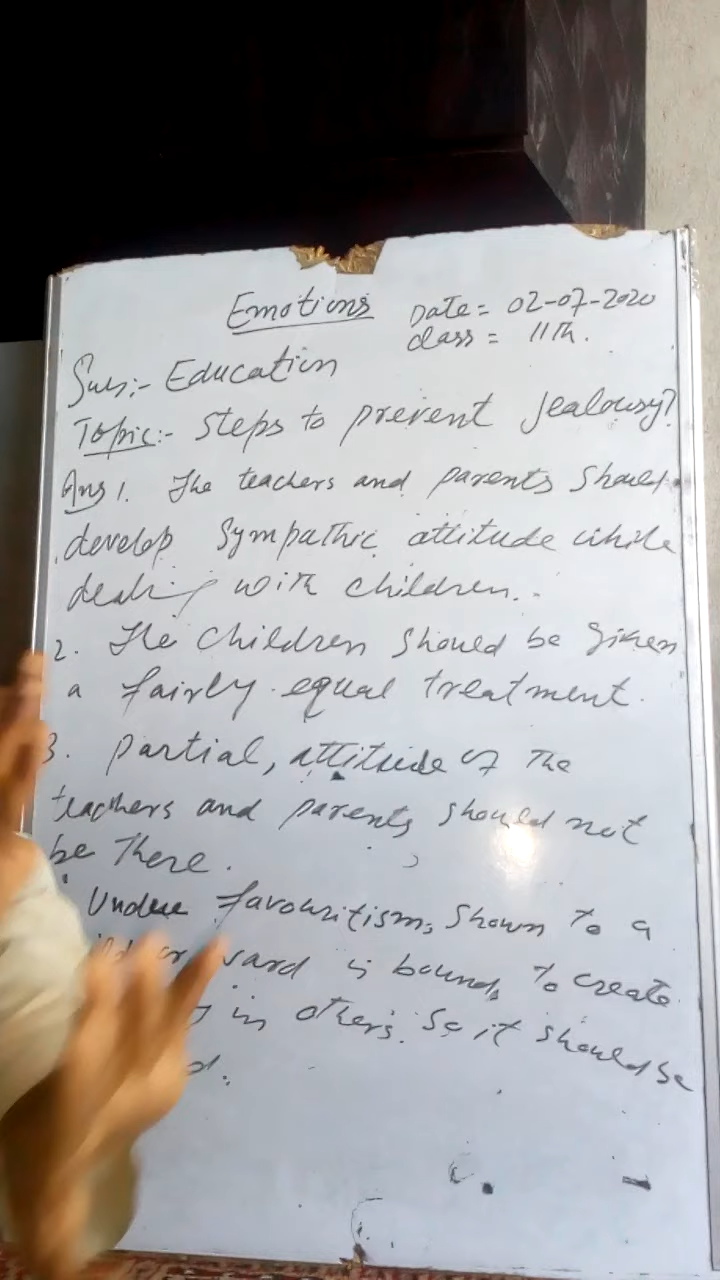 Emotions
Date = 02-07-2020
class = 11Th.
Sub:- Education
Topic:- Steps to prevent Jealousy?
Ans 1. The teachers and parents Should
develop Sympathic attitude while
dealing with children..
2. The Children Should be given
a fairly equal treatment.
3. partial, attitude of The
teachers and parents should not
be There.
Undue favouritism, Shown To a
or ward is bound, To create
in others. So it should be